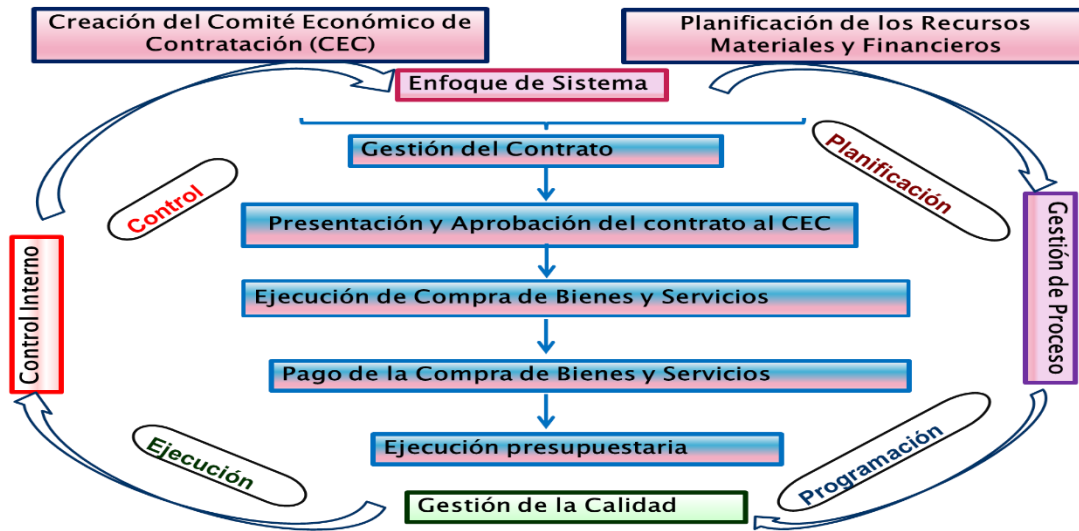 Creación del Comité Económico de
Contratación (CEC)
Planificación de los Recursos
Materiales y Financieros
Enfoque de Sistema
Gestión del Contrato
Planificación
Control
Presentación y Aprobación del contrato al CEC
Gestión de Proceso
Control Interno
Ejecución de Compra de Bienes y Servicios
Pago de la Compra de Bienes y Servicios
Ejecución
Ejecución presupuestaria
Programación
Gestión de la Calidad